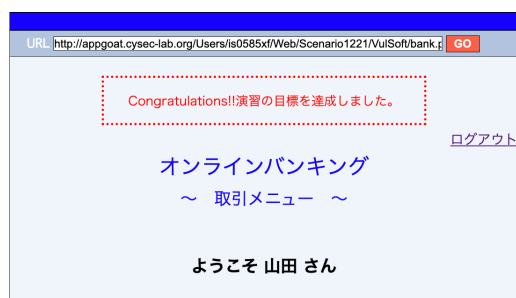 URL http://appgoat.cysec-lab.org/Users/is0585xf/Web/Scenario1221/VulSoft/bank.p GO
Congratulations!!演習の目標を達成しました。
ログアウト
オンラインバンキング
～　取引メニュー　～
ようこそ 山田 さん